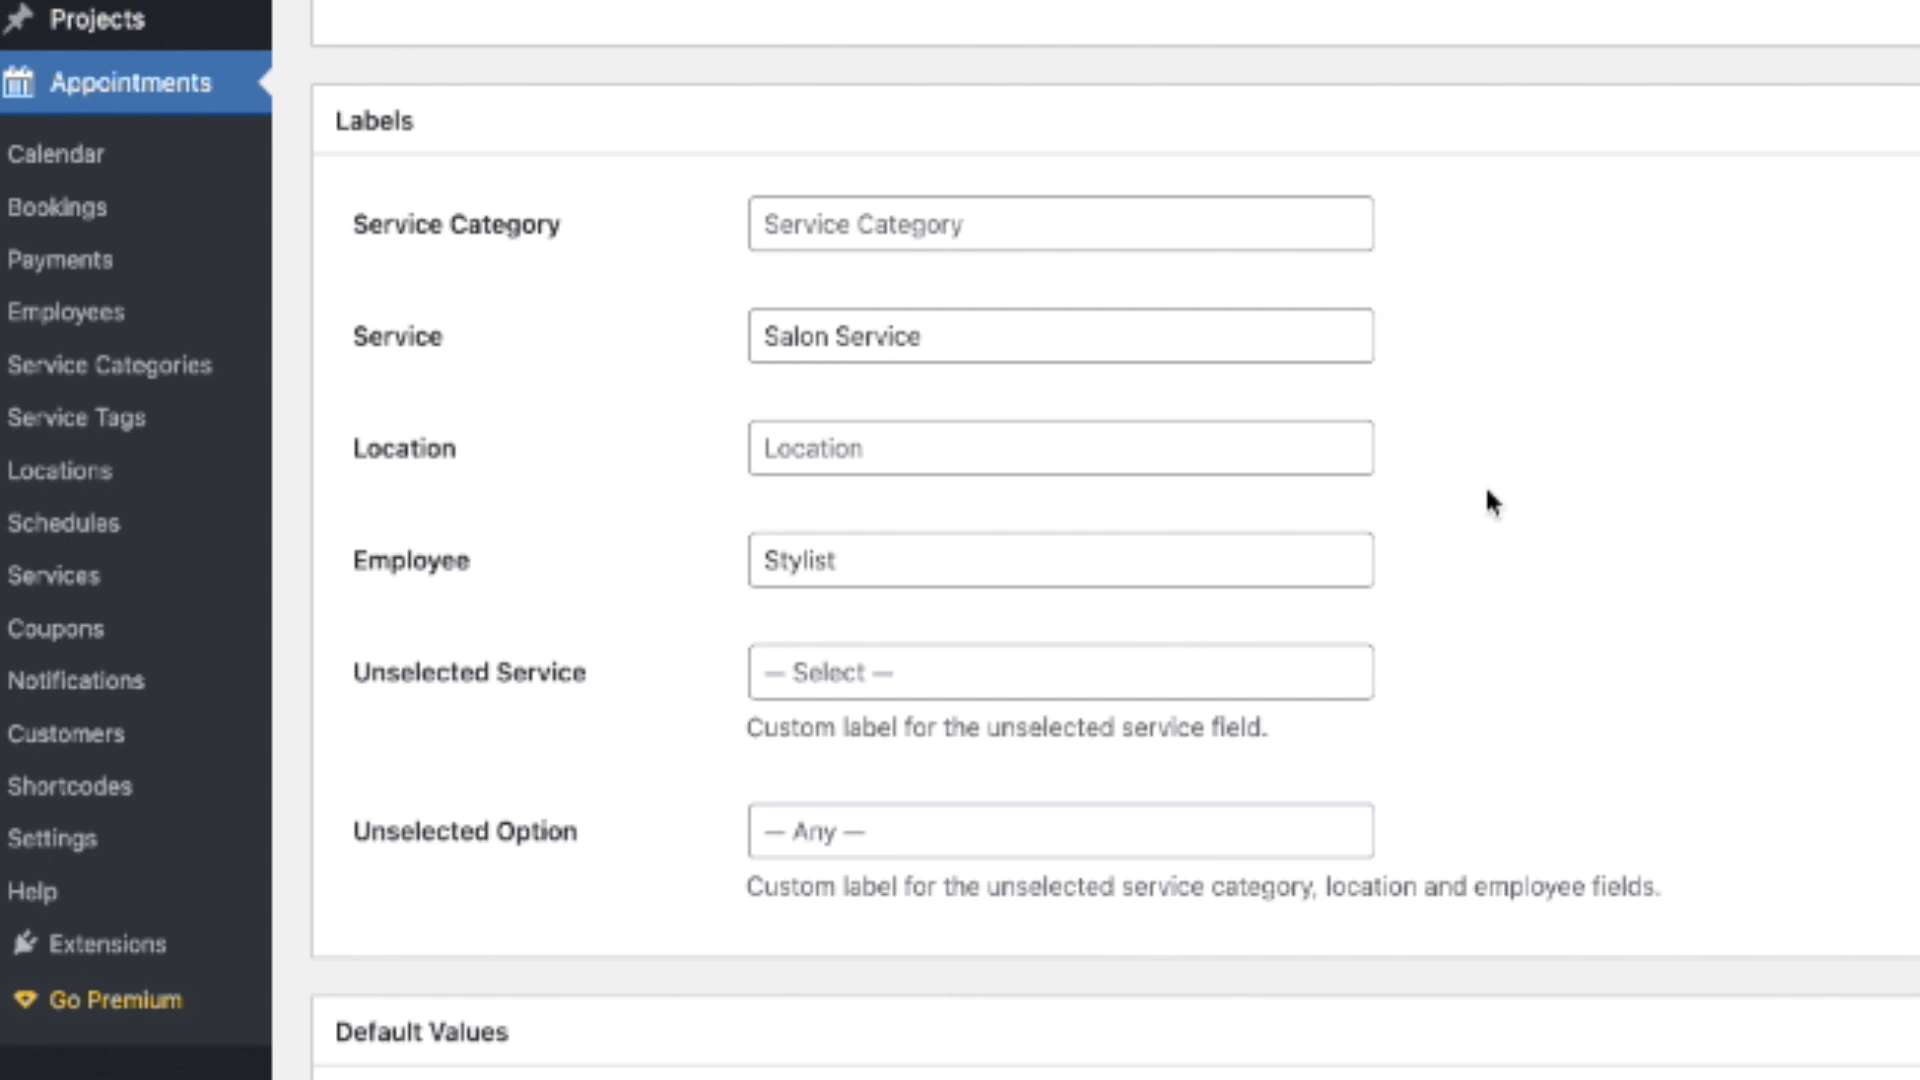 Projects
Appointments
Calendar
Bookings
Payments
Employees
Service Categories
Service Tags
Locations
Schedules
Services
Coupons
Notifications
Customers
Shortcodes
Settings
Help
Extensions
Go Premium
Labels
Service Category
Service Category
Service
Salon Service
Location
Location
Employee
Stylist
Unselected Service
— Select —
Custom label for the unselected service field.
Unselected Option
— Any —
Custom label for the unselected service category, location and employee fields.
Default Values